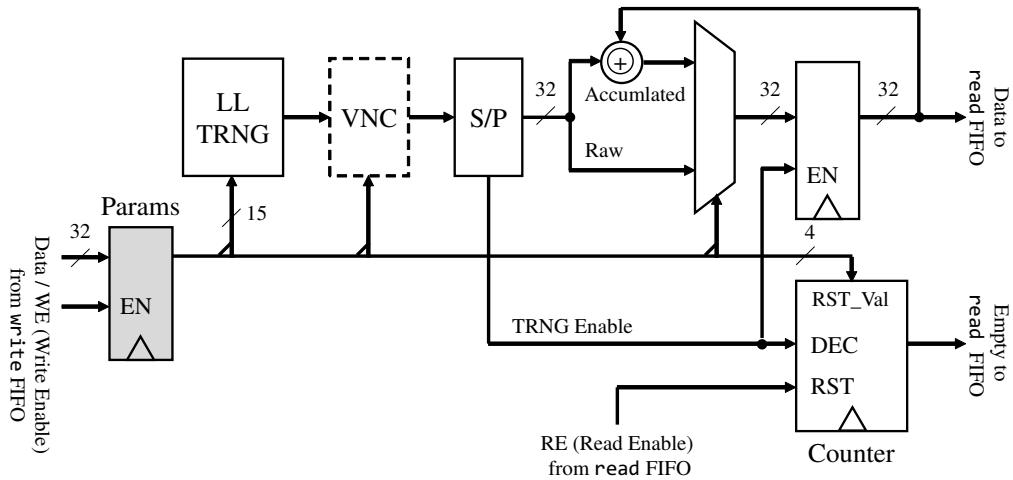 LL
TRNG
VNC
S/P
32
+
Accumlated
Raw
32
32
EN
Data to
read FIFO
Params
32
EN
15
4
Data / WE (Write Enable)
from write FIFO
TRNG Enable
RST_Val
DEC
RST
Counter
Empty to
read FIFO
RE (Read Enable)
from read FIFO